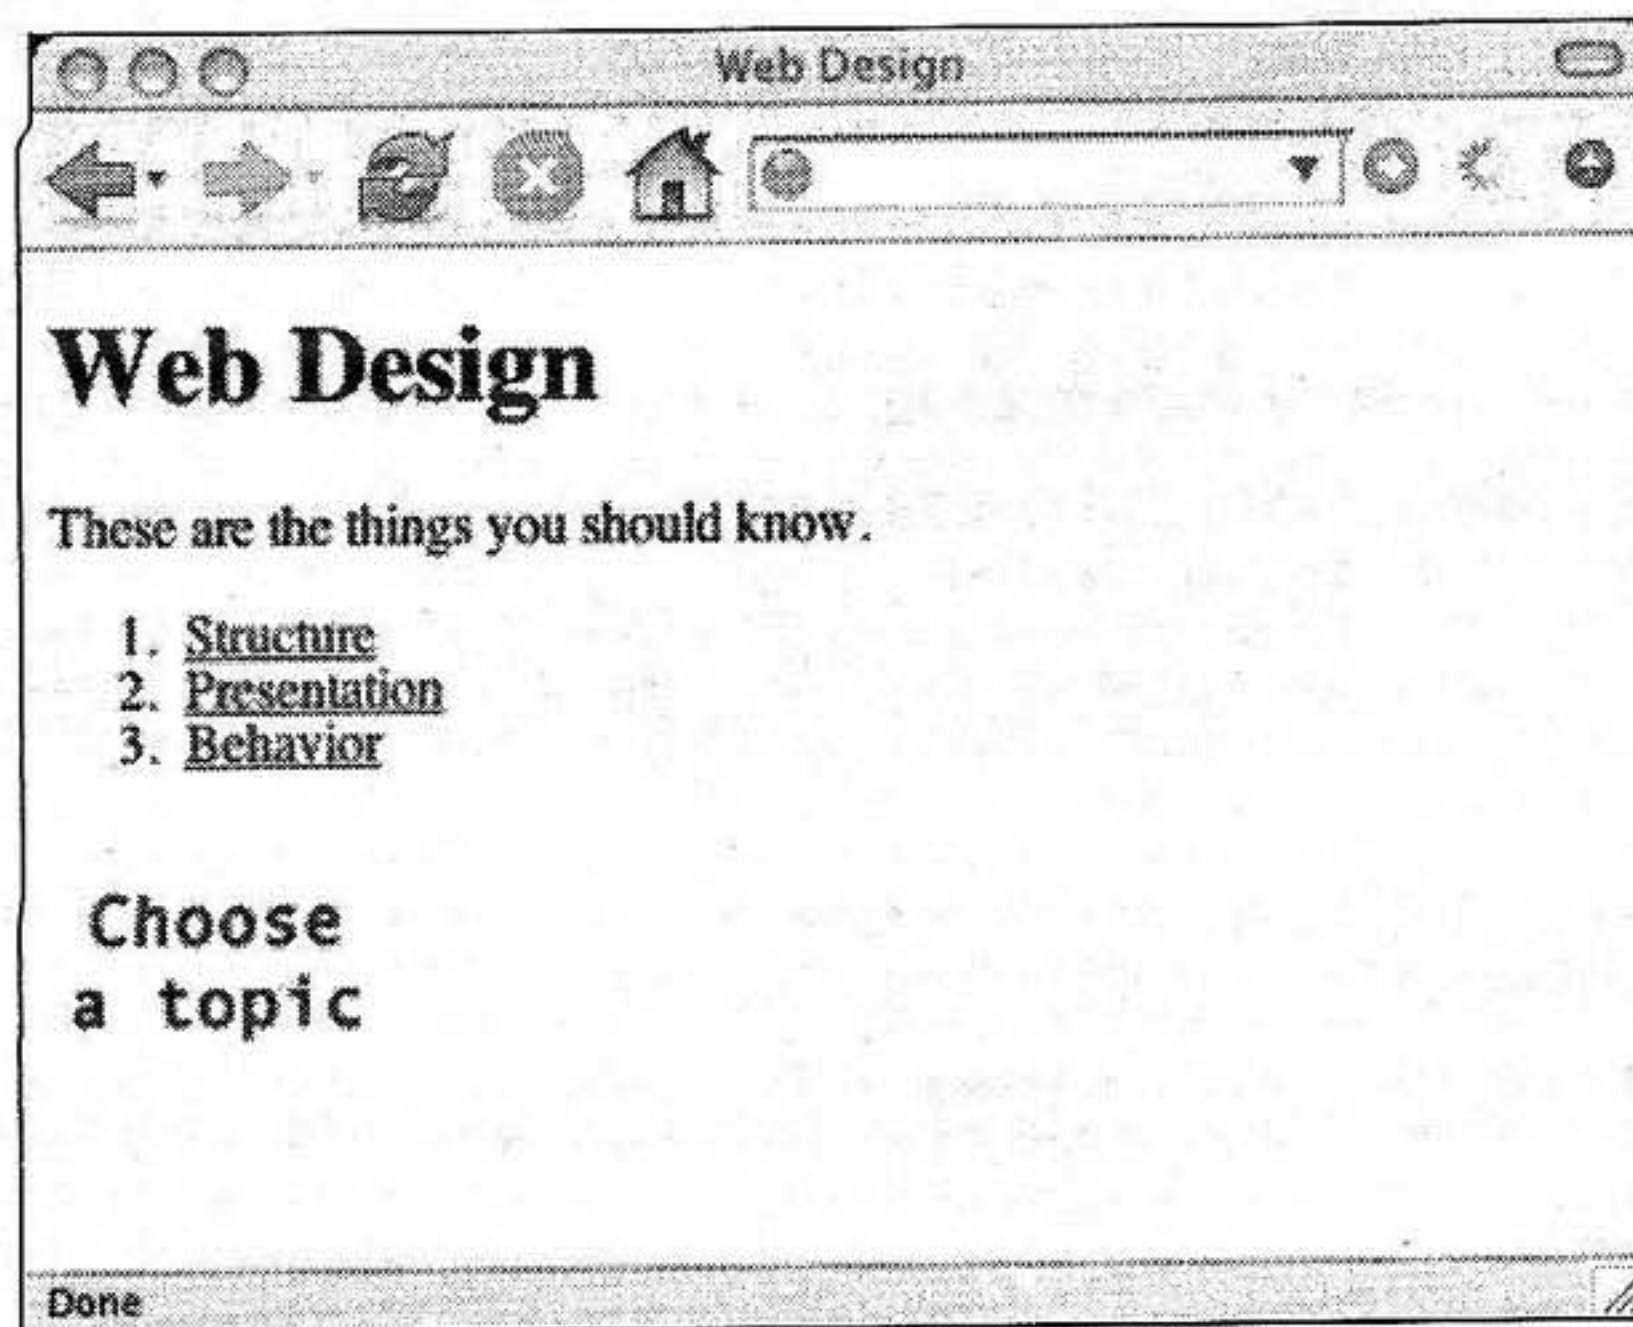 Web Design
Web Design
These are the things you should know.
1. Structure
2. Presentation
3. Behavior
Choose
a topic
Done